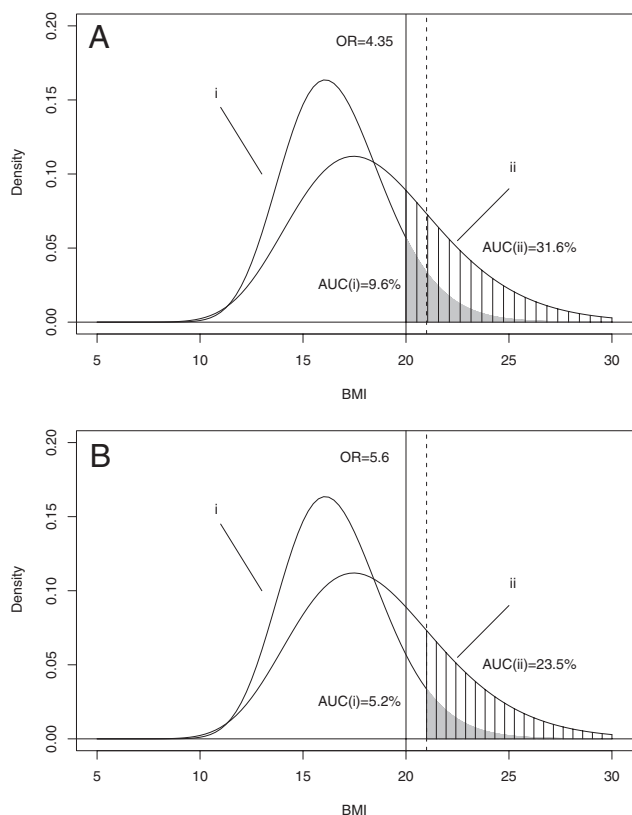 A
OR=4.35
i
ii
AUC(ii)=31.6%
AUC(i)=9.6%
Density
0.20
0.15
0.10
0.05
0.00
5 10 15 20 25 30
BMI
B
OR=5.6
i
ii
AUC(ii)=23.5%
AUC(i)=5.2%
Density
0.20
0.15
0.10
0.05
0.00
5 10 15 20 25 30
BMI